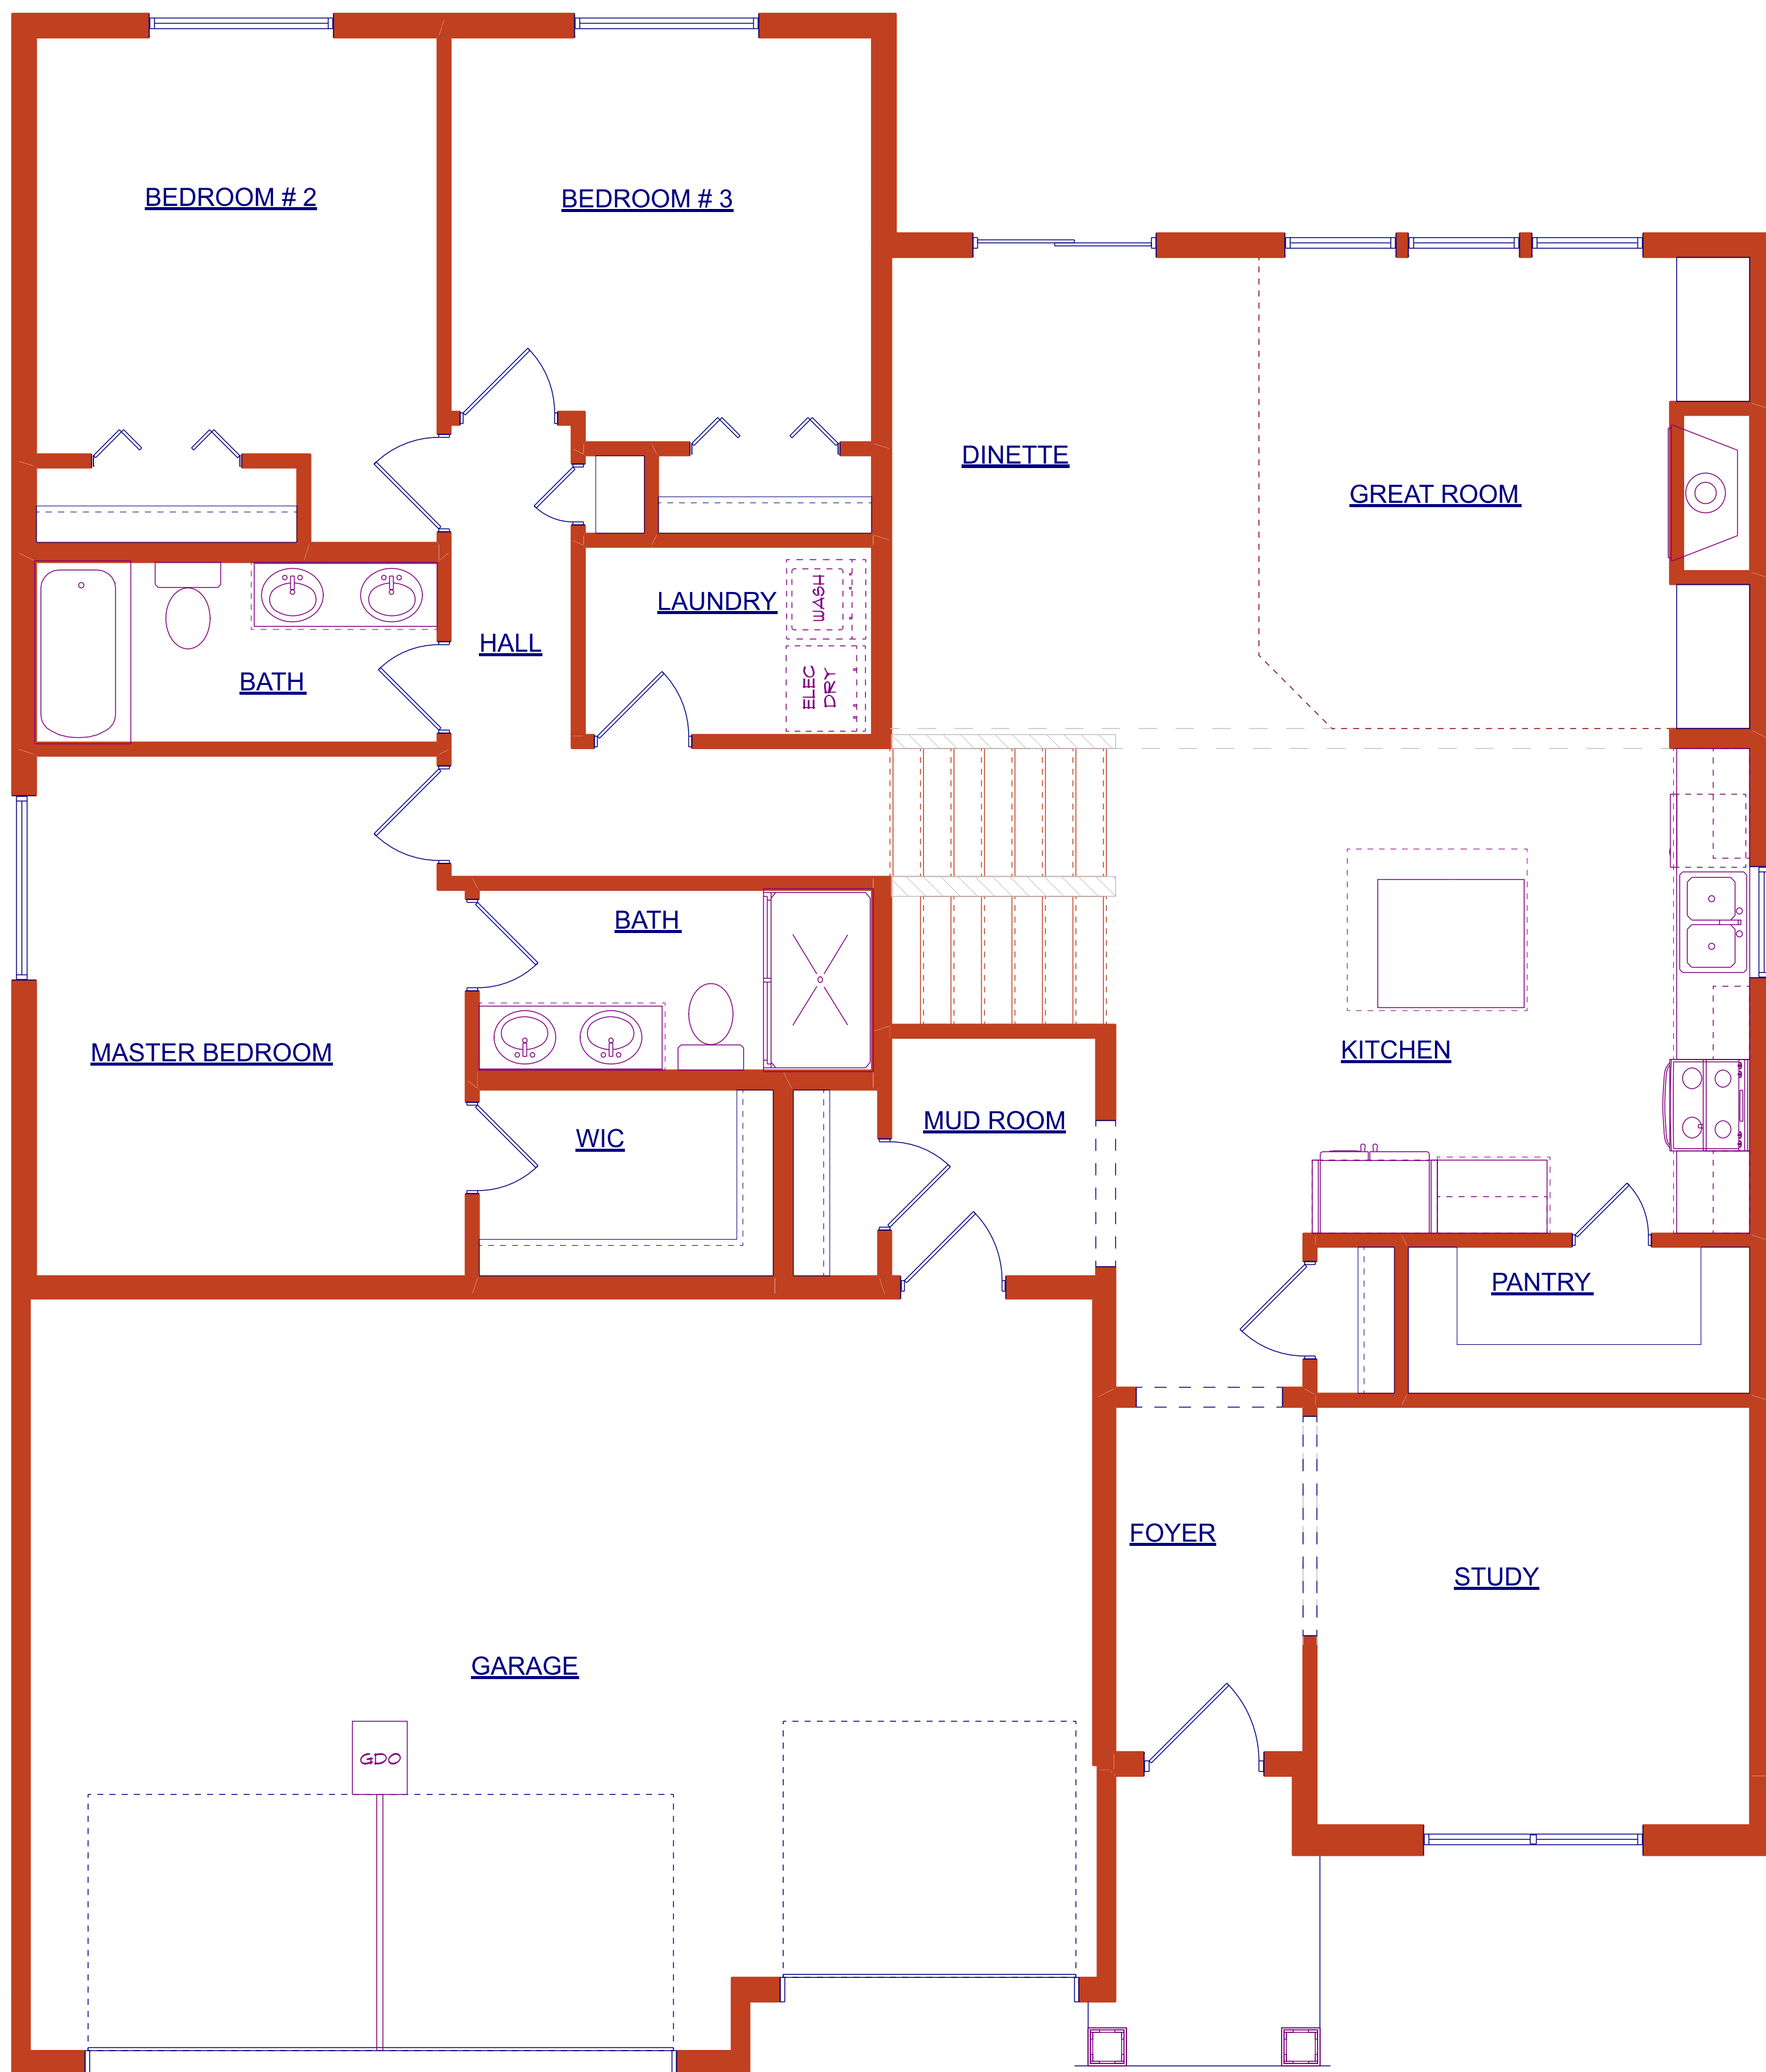 BEDROOM # 2
BEDROOM # 3
DINETTE
GREAT ROOM
LAUNDRY
WASH
HALL
BATH
ELEC
DRY
BATH
MASTER BEDROOM
KITCHEN
MUD ROOM
WIC
PANTRY
FOYER
STUDY
GARAGE
GDO